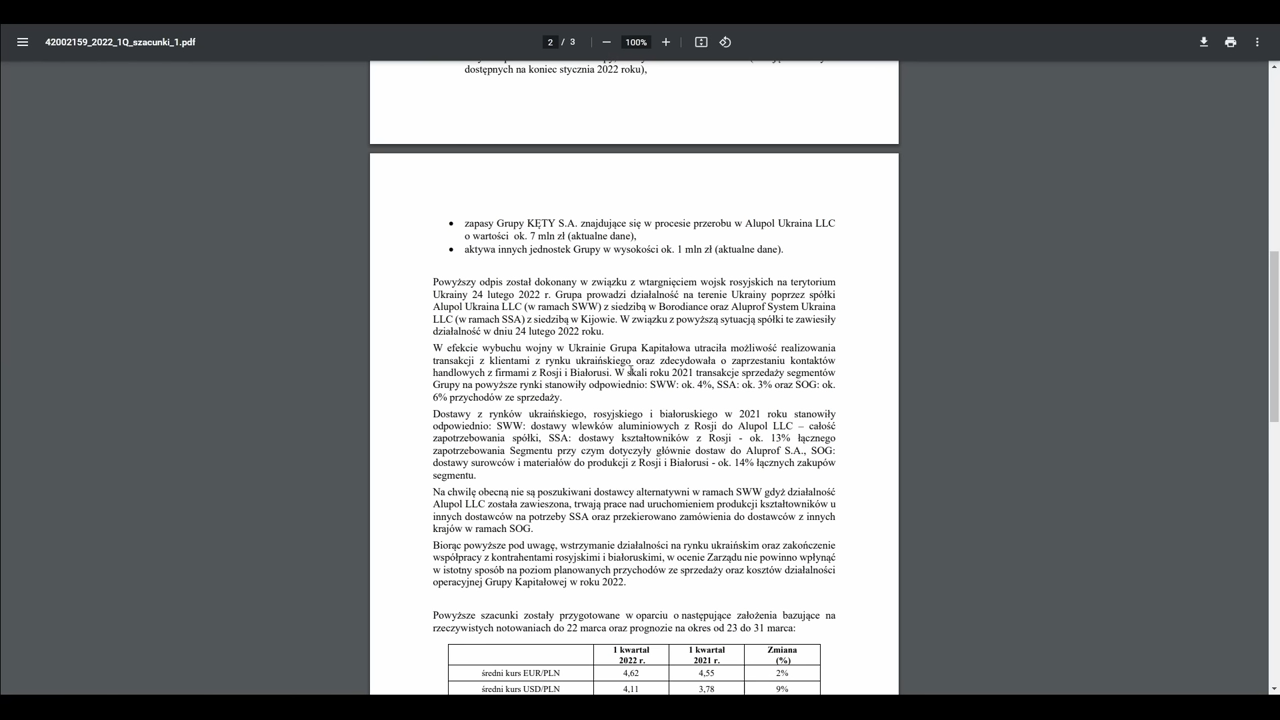 42002159_2022_1Q_szacunki_1.pdf
2 / 3
100%
dostępnych na koniec stycznia 2022 roku),
• zapasy Grupy KĘTY S.A. znajdujące się w procesie przerobu w Alupol Ukraina LLC
o wartości ok. 7 mln zł (aktualne dane),
• aktywa innych jednostek Grupy w wysokości ok. 1 mln zł (aktualne dane).
Powyższy odpis został dokonany w związku z wtargnięciem wojsk rosyjskich na terytorium
Ukrainy 24 lutego 2022 r. Grupa prowadzi działalność na terenie Ukrainy poprzez spółki
Alupol Ukraina LLC (w ramach SWW) z siedzibą w Borodiance oraz Aluprof System Ukraina
LLC (w ramach SSA) z siedzibą w Kijowie. W związku z powyższą sytuacją spółki te zawiesiły
działalność w dniu 24 lutego 2022 roku.
W efekcie wybuchu wojny w Ukrainie Grupa Kapitałowa utraciła możliwość realizowania
transakcji z klientami z rynku ukraińskiego oraz zdecydowała o zaprzestaniu kontaktów
handlowych z firmami z Rosji i Białorusi. W skali roku 2021 transakcje sprzedaży segmentów
Grupy na powyższe rynki stanowiły odpowiednio: SWW: ok. 4%, SSA: ok. 3% oraz SOG: ok.
6% przychodów ze sprzedaży.
Dostawy z rynków ukraińskiego, rosyjskiego i białoruskiego w 2021 roku stanowiły
odpowiednio: SWW: dostawy wlewków aluminiowych z Rosji do Alupol LLC – całość
zapotrzebowania spółki, SSA: dostawy kształtowników z Rosji - ok. 13% łącznego
zapotrzebowania Segmentu przy czym dotyczyły głównie dostaw do Aluprof S.A., SOG:
dostawy surowców i materiałów do produkcji z Rosji i Białorusi - ok. 14% łącznych zakupów
segmentu.
Na chwilę obecną nie są poszukiwani dostawcy alternatywni w ramach SWW gdyż działalność
Alupol LLC została zawieszona, trwają prace nad uruchomieniem produkcji kształtowników u
innych dostawców na potrzeby SSA oraz przekierowano zamówienia do dostawców z innych
krajów w ramach SOG.
Biorąc powyższe pod uwagę, wstrzymanie działalności na rynku ukraińskim oraz zakończenie
współpracy z kontrahentami rosyjskimi i białoruskimi, w ocenie Zarządu nie powinno wpłynąć
w istotny sposób na poziom planowanych przychodów ze sprzedaży oraz kosztów działalności
operacyjnej Grupy Kapitałowej w roku 2022.
Powyższe szacunki zostały przygotowane w oparciu o następujące założenia bazujące na
rzeczywistych notowaniach do 22 marca oraz prognozie na okres od 23 do 31 marca:
1 kwartał 2022 r. 1 kwartał 2021 r. Zmiana (%)
średni kurs EUR/PLN 4,62 4,55 2%
średni kurs USD/PLN 4,11 3,78 9%